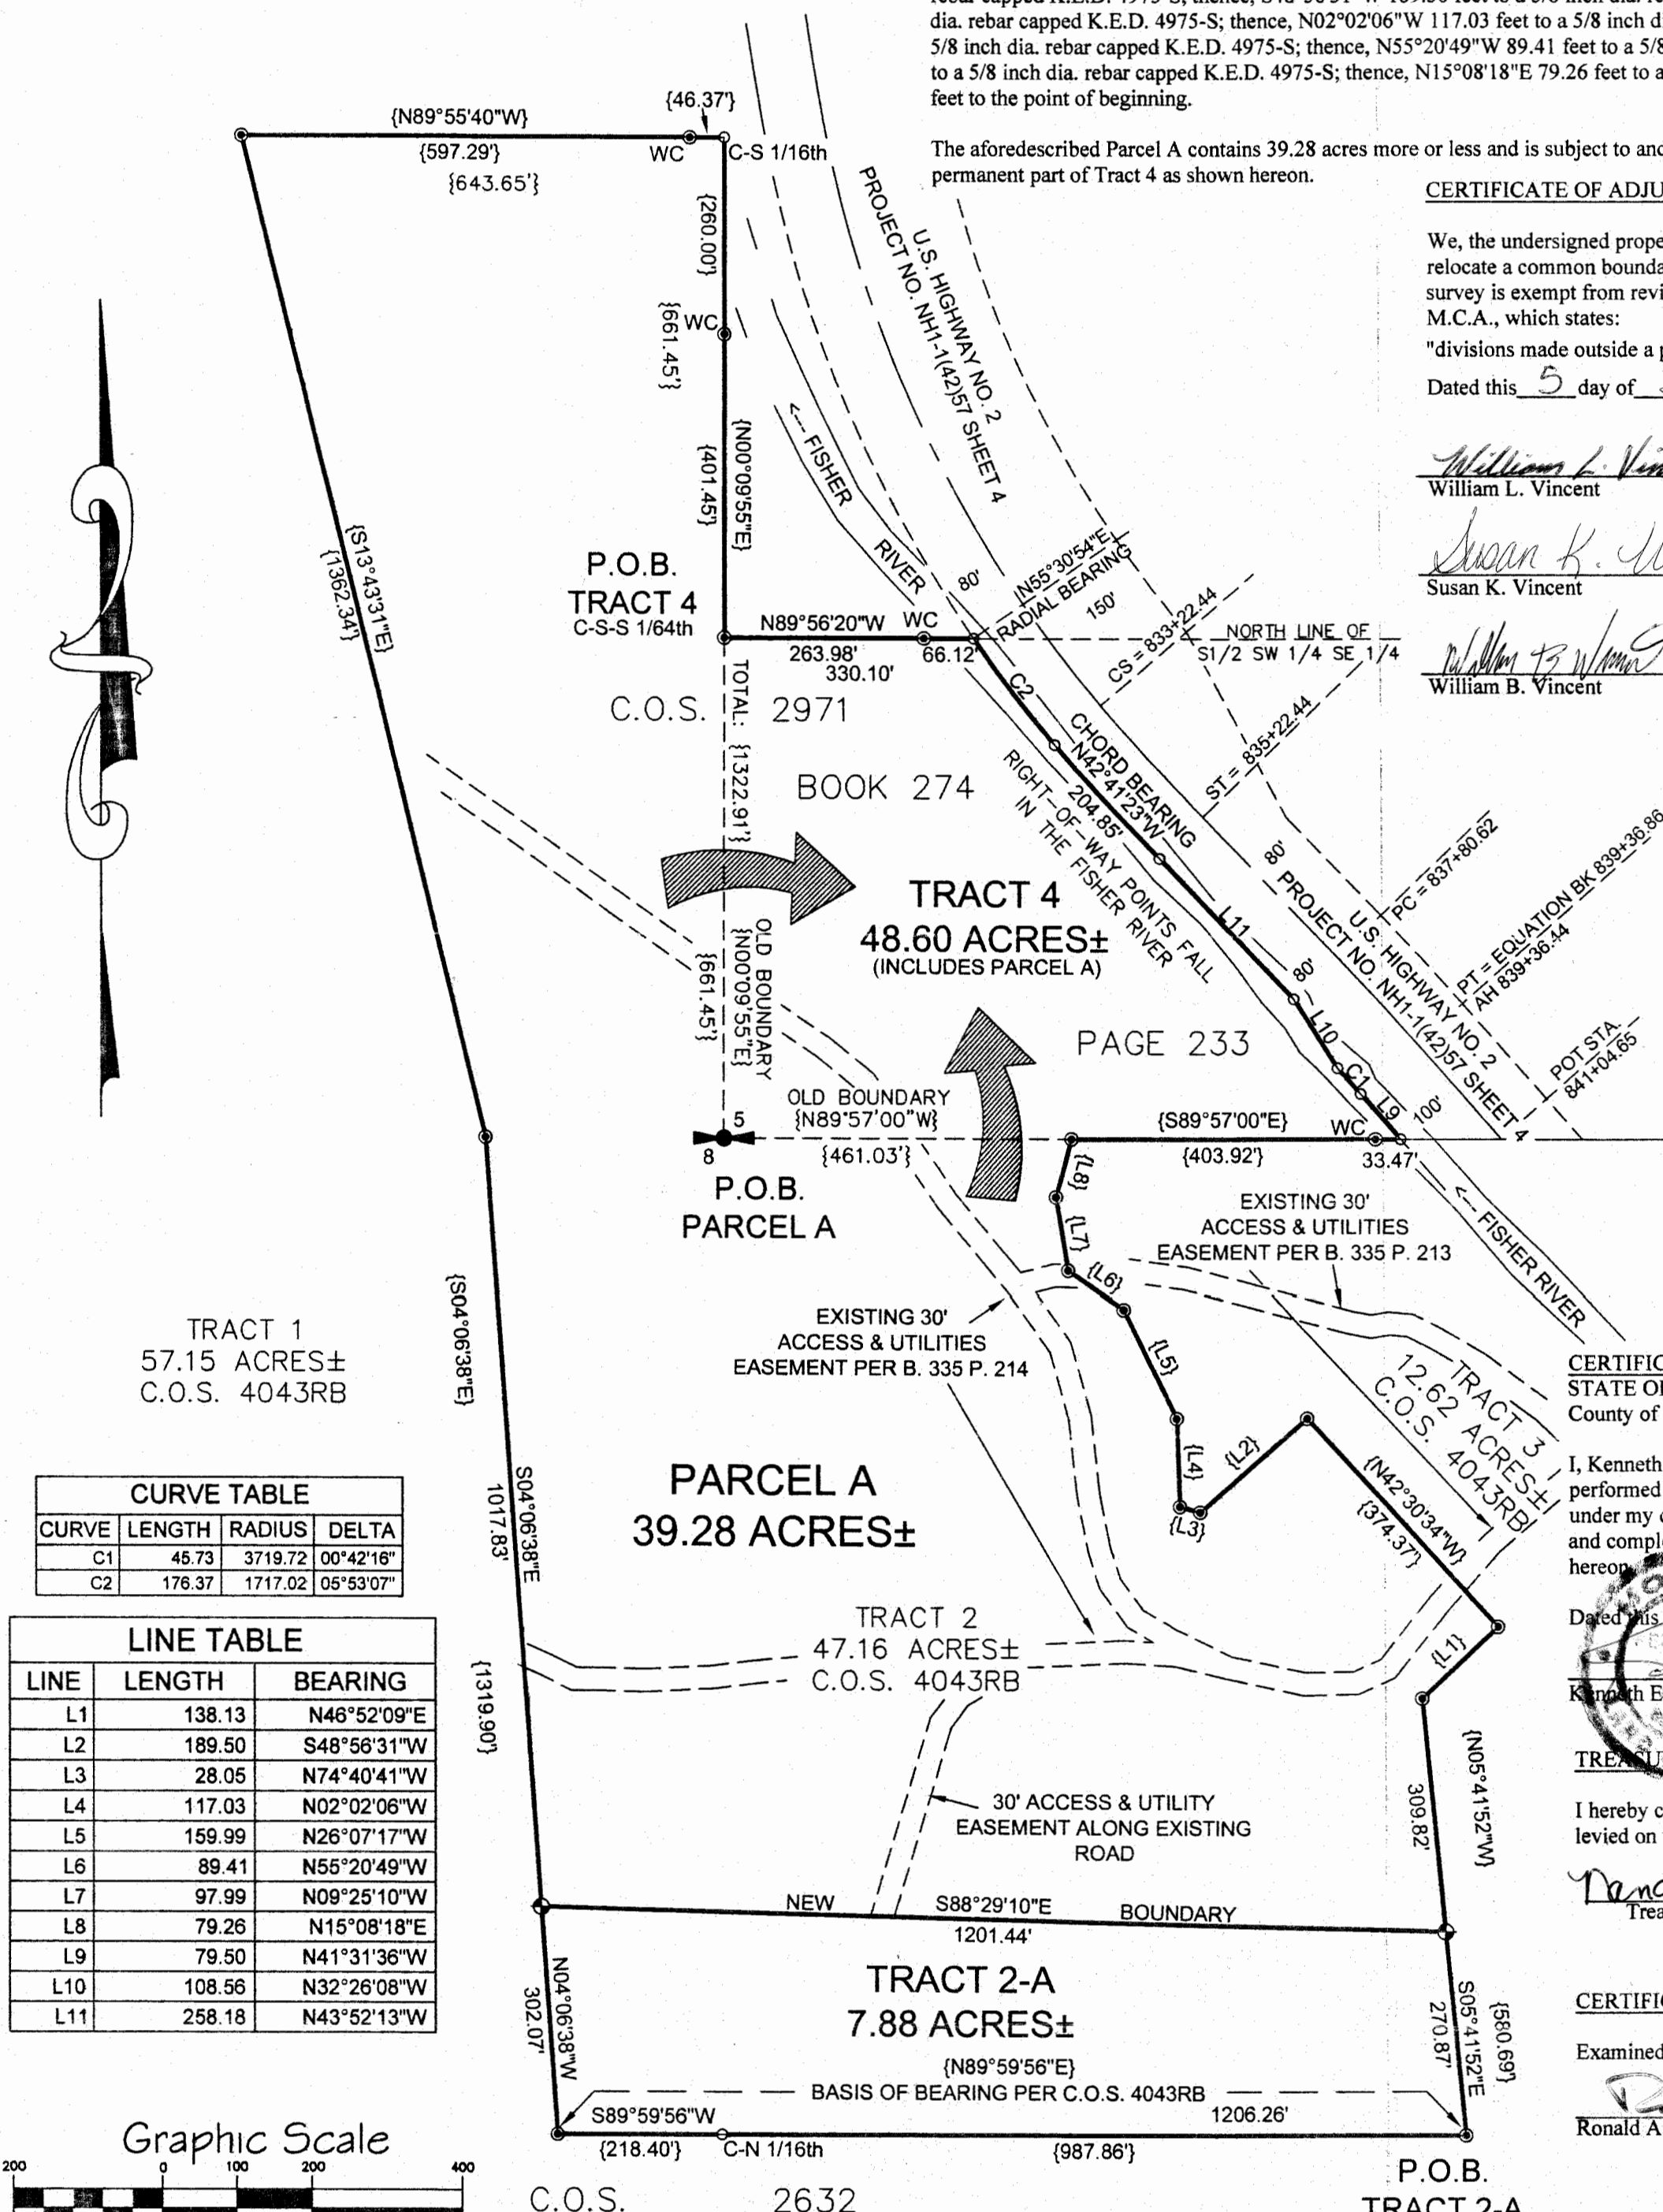 dia. rebar capped K.E.D. 4975-S; thence, N02°02'06"W 117.03 feet to a 5/8 inch d
5/8 inch dia. rebar capped K.E.D. 4975-S; thence, N55°20'49"W 89.41 feet to a 5/8
to a 5/8 inch dia. rebar capped K.E.D. 4975-S; thence, N15°08'18"E 79.26 feet to a
feet to the point of beginning.
The aforedescribed Parcel A contains 39.28 acres more or less and is subject to and
permanent part of Tract 4 as shown hereon.
CERTIFICATE OF ADJU
We, the undersigned prope
relocate a common bounda
survey is exempt from revi
M.C.A., which states:
"divisions made outside a p
Dated this 5 day of
William L. Vincent
Susan K. Vincent
William B. Vincent
{N89°55'40"W}
{597.29'}
{643.65'}
{46.37'}
WC
C-S 1/16th
{260.00'}
WC
{661.45'}
{401.45'}
{N00°09'55"E}
PROJECT NO. NH1-1(42)57 SHEET 4
U.S. HIGHWAY NO. 2
<--- FISHER
RIVER
{S13°43'31"E}
{1362.34'}
P.O.B.
TRACT 4
C-S-S 1/64th
N89°56'20"W
WC
263.98'
66.12'
330.10'
80'
N55°30'54"E
RADIAL BEARING
150'
CS = 833+22.44
NORTH LINE OF
S1/2 SW 1/4 SE 1/4
ST = 835+22.44
C.O.S. 2971
BOOK 274
PAGE 233
TOTAL: {1322.91'}
C2
CHORD BEARING
N42°41'23"W
204.85'
RIGHT-OF-WAY POINTS FALL
IN THE FISHER RIVER
TRACT 4
48.60 ACRES±
(INCLUDES PARCEL A)
L11
80'
80'
PROJECT NO. NH1-1(42)57 SHEET 4
U.S. HIGHWAY NO. 2
PC = 837+80.62
PT = EQUATION BK 839+36.86
AH 839+36.44
POT STA.
841+04.65
L10
C1
L9
100'
OLD BOUNDARY
{N00°09'55"E}
{661.45'}
OLD BOUNDARY
{N89°57'00"W}
{461.03'}
5
8
P.O.B.
PARCEL A
{S89°57'00"E}
WC
{403.92'}
33.47'
{L8}
{L7}
{L6}
{L5}
{L4}
{L3}
{L2}
{L1}
EXISTING 30'
ACCESS & UTILITIES
EASEMENT PER B. 335 P. 213
<--- FISHER RIVER
EXISTING 30'
ACCESS & UTILITIES
EASEMENT PER B. 335 P. 214
TRACT 3
12.62 ACRES±
C.O.S. 4043RB
{N42°30'34"W}
{374.37'}
TRACT 1
57.15 ACRES±
C.O.S. 4043RB
{S04°06'38"E}
S04°06'38"E
1017.83'
{1319.90'}
PARCEL A
39.28 ACRES±
TRACT 2
47.16 ACRES±
C.O.S. 4043RB
30' ACCESS & UTILITY
EASEMENT ALONG EXISTING
ROAD
309.82'
{N05°41'52"W}
NEW S88°29'10"E BOUNDARY
1201.44'
TRACT 2-A
7.88 ACRES±
N04°06'38"W
302.07'
S05°41'52"E
270.87'
{580.69'}
{N89°59'56"E}
BASIS OF BEARING PER C.O.S. 4043RB
S89°59'56"W
1206.26'
{218.40'}
C-N 1/16th
{987.86'}
P.O.B.
TRACT 2-A
C.O.S. 2632
CURVE TABLE
CURVE LENGTH RADIUS DELTA
C1 45.73 3719.72 00°42'16"
C2 176.37 1717.02 05°53'07"
LINE TABLE
LINE LENGTH BEARING
L1 138.13 N46°52'09"E
L2 189.50 S48°56'31"W
L3 28.05 N74°40'41"W
L4 117.03 N02°02'06"W
L5 159.99 N26°07'17"W
L6 89.41 N55°20'49"W
L7 97.99 N09°25'10"W
L8 79.26 N15°08'18"E
L9 79.50 N41°31'36"W
L10 108.56 N32°26'08"W
L11 258.18 N43°52'13"W
Graphic Scale
200 0 100 200 400
CERTIFIC
STATE OF
County of
I, Kenneth
performed
under my
and compl
hereon
Dated this
Kenneth E
TREASU
I hereby c
levied on
Trea
CERTIFI
Examined
Ronald A